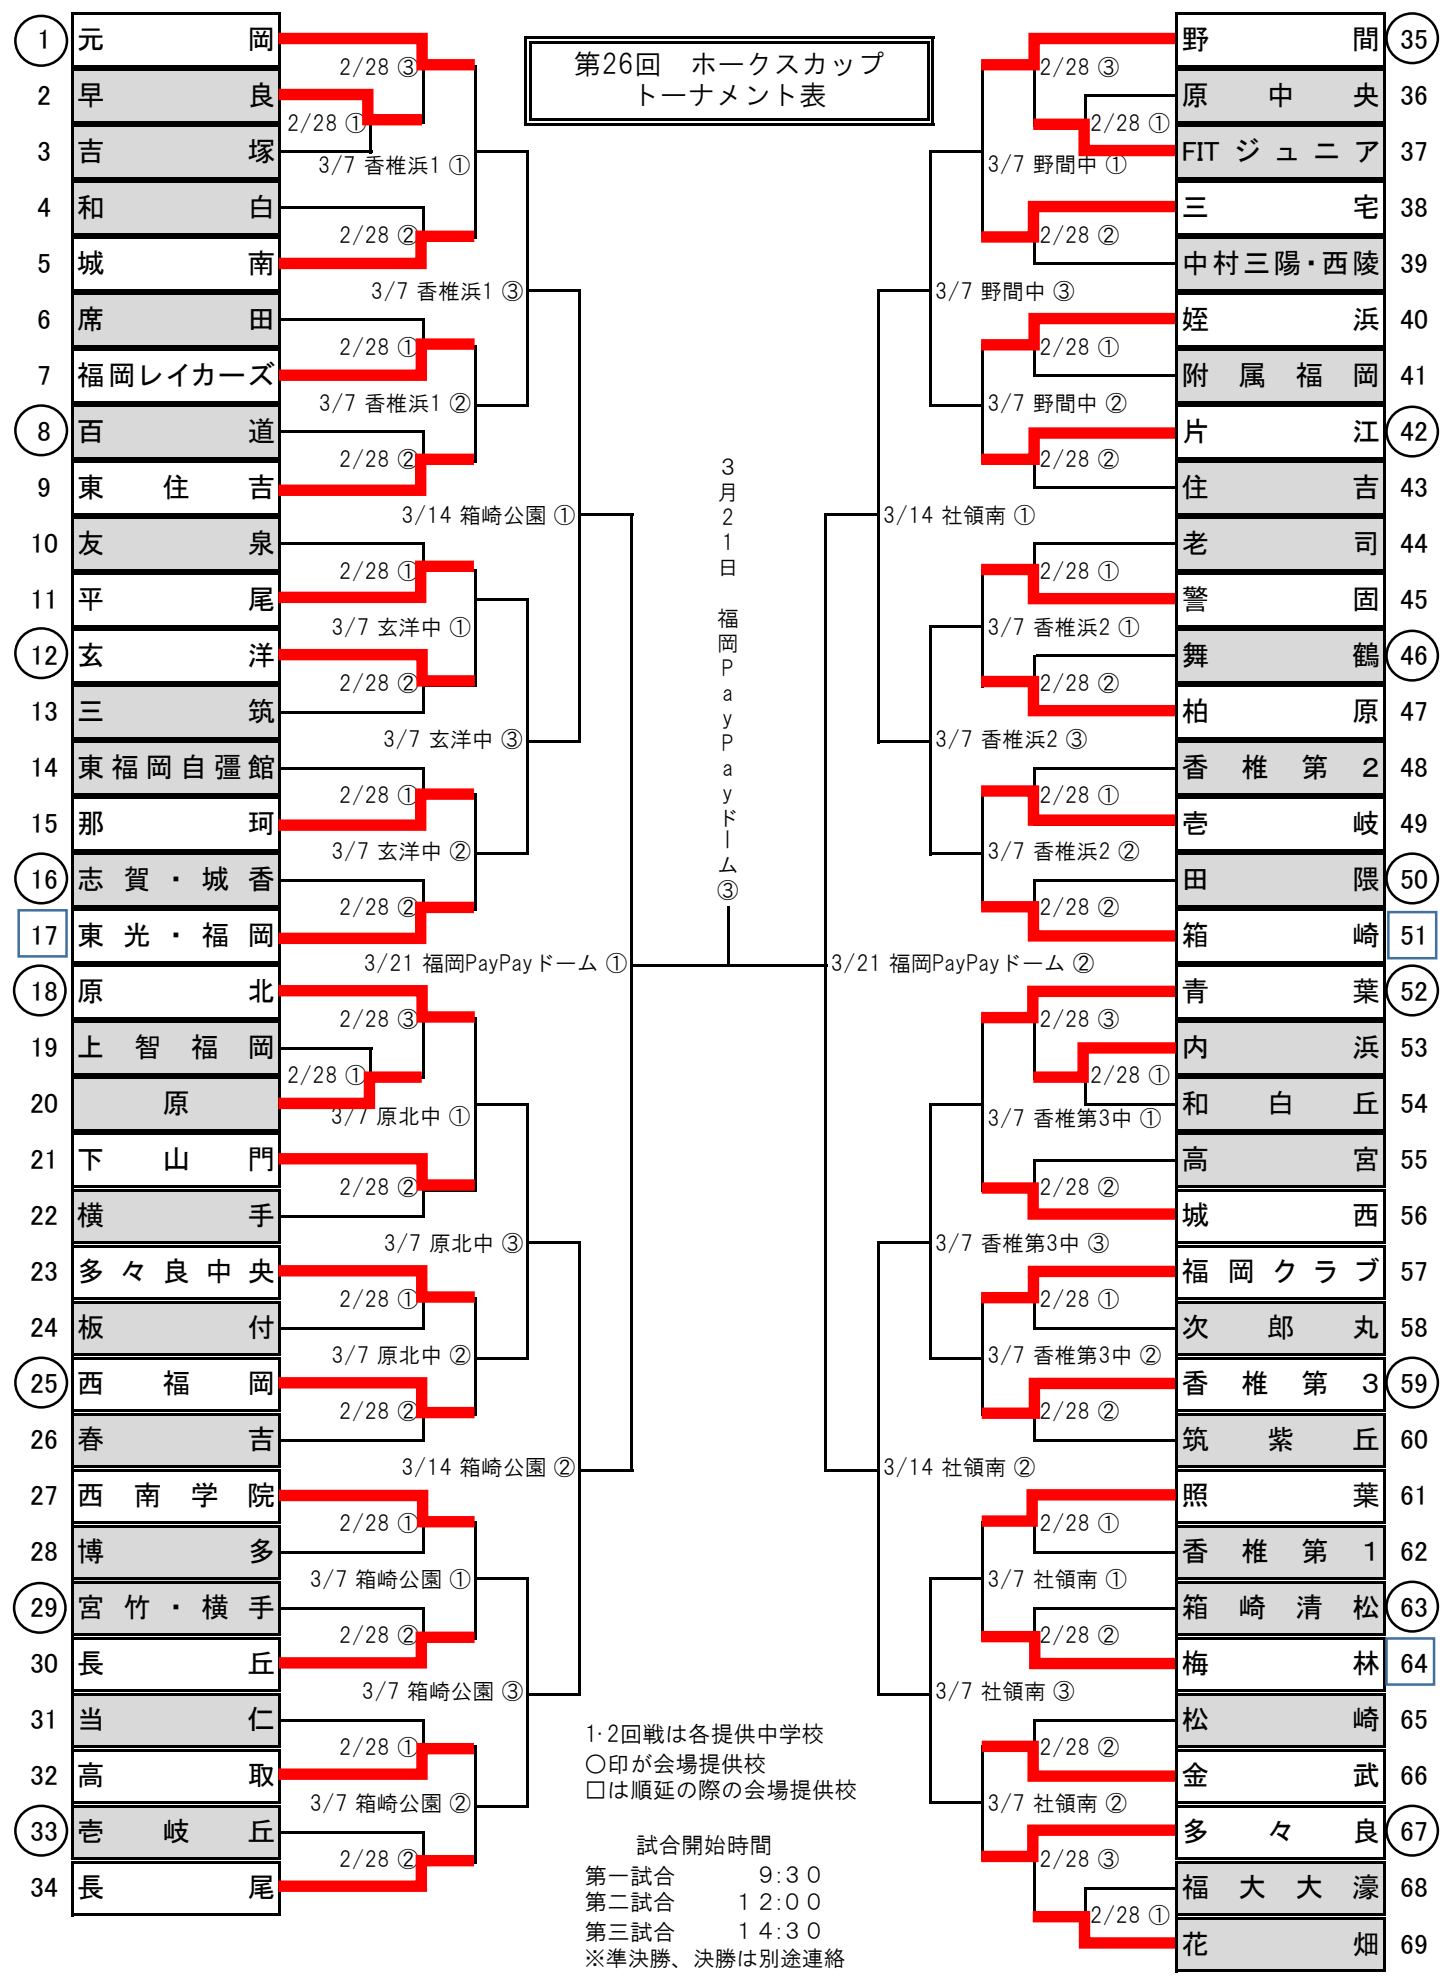 第26回 ホークスカップ
トーナメント表
1 元岡
2 早良
3 吉塚
4 和白
5 城南
6 席田
7 福岡レイカーズ
8 百道
9 東住吉
10 友泉
11 平尾
12 玄洋
13 三筑
14 東福岡自彊館
15 那珂
16 志賀・城香
17 東光・福岡
18 原北
19 上智福岡
20 原
21 下山門
22 横手
23 多々良中央
24 板付
25 西福岡
26 春吉
27 西南学院
28 博多
29 宮竹・横手
30 長丘
31 当仁
32 高取
33 壱岐丘
34 長尾
2/28 ③
2/28 ①
3/7 香椎浜1 ①
2/28 ②
3/7 香椎浜1 ③
2/28 ①
3/7 香椎浜1 ②
2/28 ②
3/14 箱崎公園 ①
2/28 ①
3/7 玄洋中 ①
2/28 ②
3/7 玄洋中 ③
2/28 ①
3/7 玄洋中 ②
2/28 ②
3/21 福岡PayPayドーム ①
2/28 ③
2/28 ①
3/7 原北中 ①
2/28 ②
3/7 原北中 ③
2/28 ①
3/7 原北中 ②
2/28 ②
3/14 箱崎公園 ②
2/28 ①
3/7 箱崎公園 ①
2/28 ②
3/7 箱崎公園 ③
2/28 ①
3/7 箱崎公園 ②
2/28 ②
3月21日 福岡PayPayドーム③
野間 35
原中央 36
FITジュニア 37
三宅 38
中村三陽・西陵 39
姪浜 40
附属福岡 41
片江 42
住吉 43
老司 44
警固 45
舞鶴 46
柏原 47
香椎第2 48
壱岐 49
田隈 50
箱崎 51
青葉 52
内浜 53
和白丘 54
高宮 55
城西 56
福岡クラブ 57
次郎丸 58
香椎第3 59
筑紫丘 60
照葉 61
香椎第1 62
箱崎清松 63
梅林 64
松崎 65
金武 66
多々良 67
福大大濠 68
花畑 69
2/28 ③
2/28 ①
3/7 野間中 ①
2/28 ②
3/7 野間中 ③
2/28 ①
3/7 野間中 ②
2/28 ②
3/14 社領南 ①
2/28 ①
3/7 香椎浜2 ①
2/28 ②
3/7 香椎浜2 ③
2/28 ①
3/7 香椎浜2 ②
2/28 ②
3/21 福岡PayPayドーム ②
2/28 ③
2/28 ①
3/7 香椎第3中 ①
2/28 ②
3/7 香椎第3中 ③
2/28 ①
3/7 香椎第3中 ②
2/28 ②
3/14 社領南 ②
2/28 ①
3/7 社領南 ①
2/28 ②
3/7 社領南 ③
2/28 ②
3/7 社領南 ②
2/28 ③
2/28 ①
1・2回戦は各提供中学校
〇印が会場提供校
□は順延の際の会場提供校
試合開始時間
第一試合 9:30
第二試合 12:00
第三試合 14:30
※準決勝、決勝は別途連絡